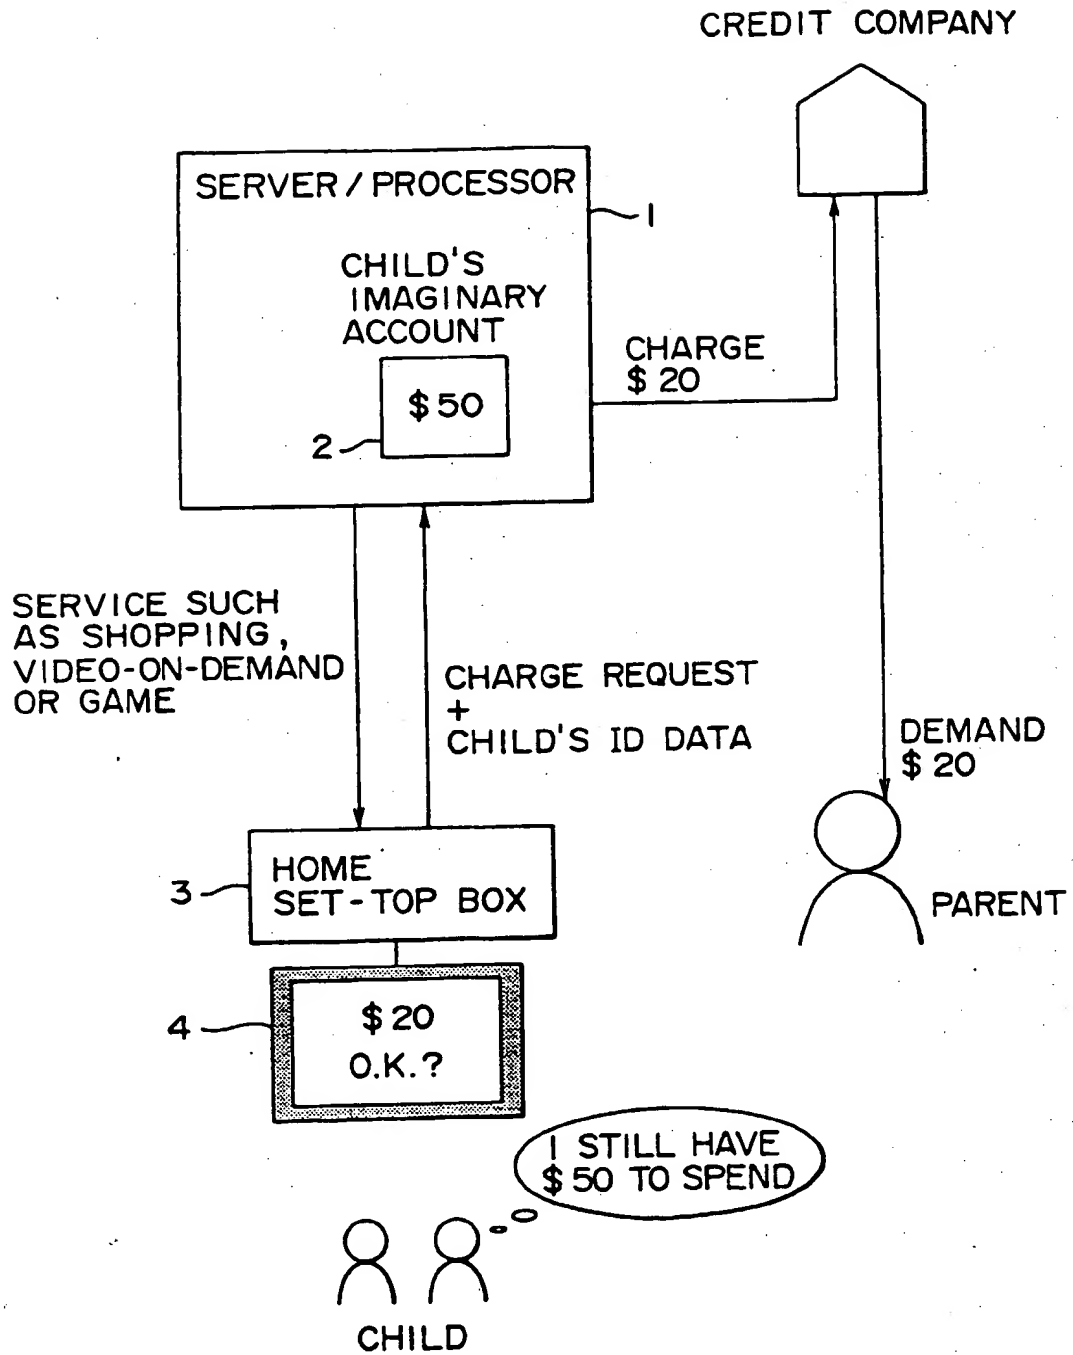 CREDIT COMPANY
SERVER/PROCESSOR
1
CHILD'S
IMAGINARY
ACCOUNT
$50
2
CHARGE
$20
SERVICE SUCH
AS SHOPPING,
VIDEO-ON-DEMAND
OR GAME
CHARGE REQUEST
+
CHILD'S ID DATA
DEMAND
$20
PARENT
3
HOME
SET-TOP BOX
4
$20
O.K.?
I STILL HAVE
$50 TO SPEND
CHILD